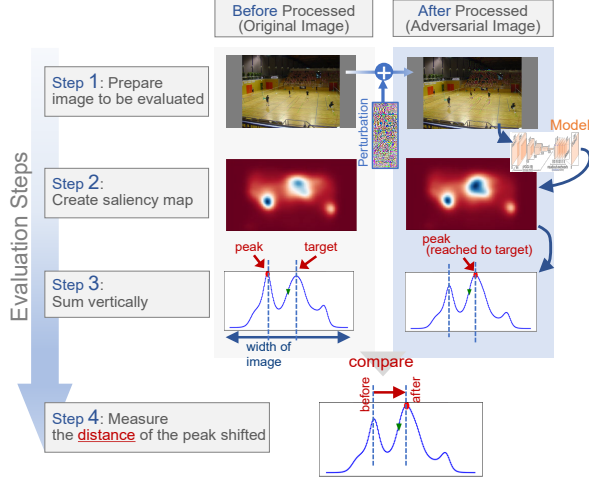 Before Processed
(Original Image)
After Processed
(Adversarial Image)
Evaluation Steps
Step 1: Prepare
image to be evaluated
Perturbation
Model
Step 2:
Create saliency map
peak
target
peak
(reached to target)
Step 3:
Sum vertically
width of
image
compare
before
after
Step 4: Measure
the distance of the peak shifted